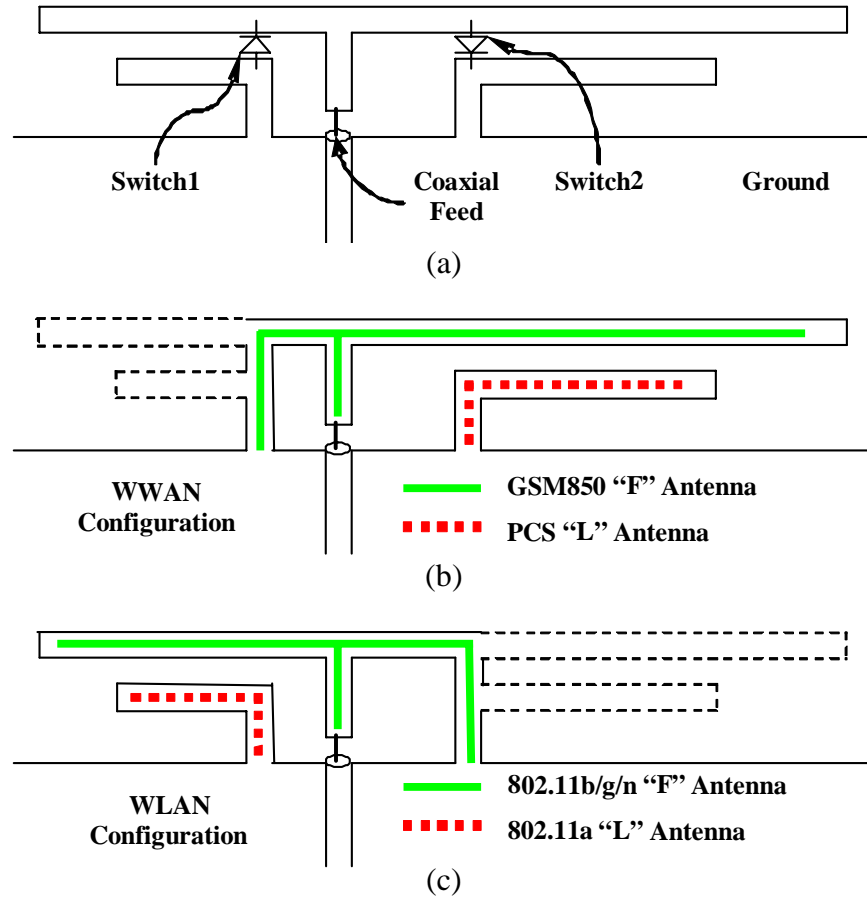 Switch1
Coaxial
Feed
Switch2
Ground
(a)
WWAN
Configuration
GSM850 “F” Antenna
PCS “L” Antenna
(b)
WLAN
Configuration
802.11b/g/n “F” Antenna
802.11a “L” Antenna
(c)